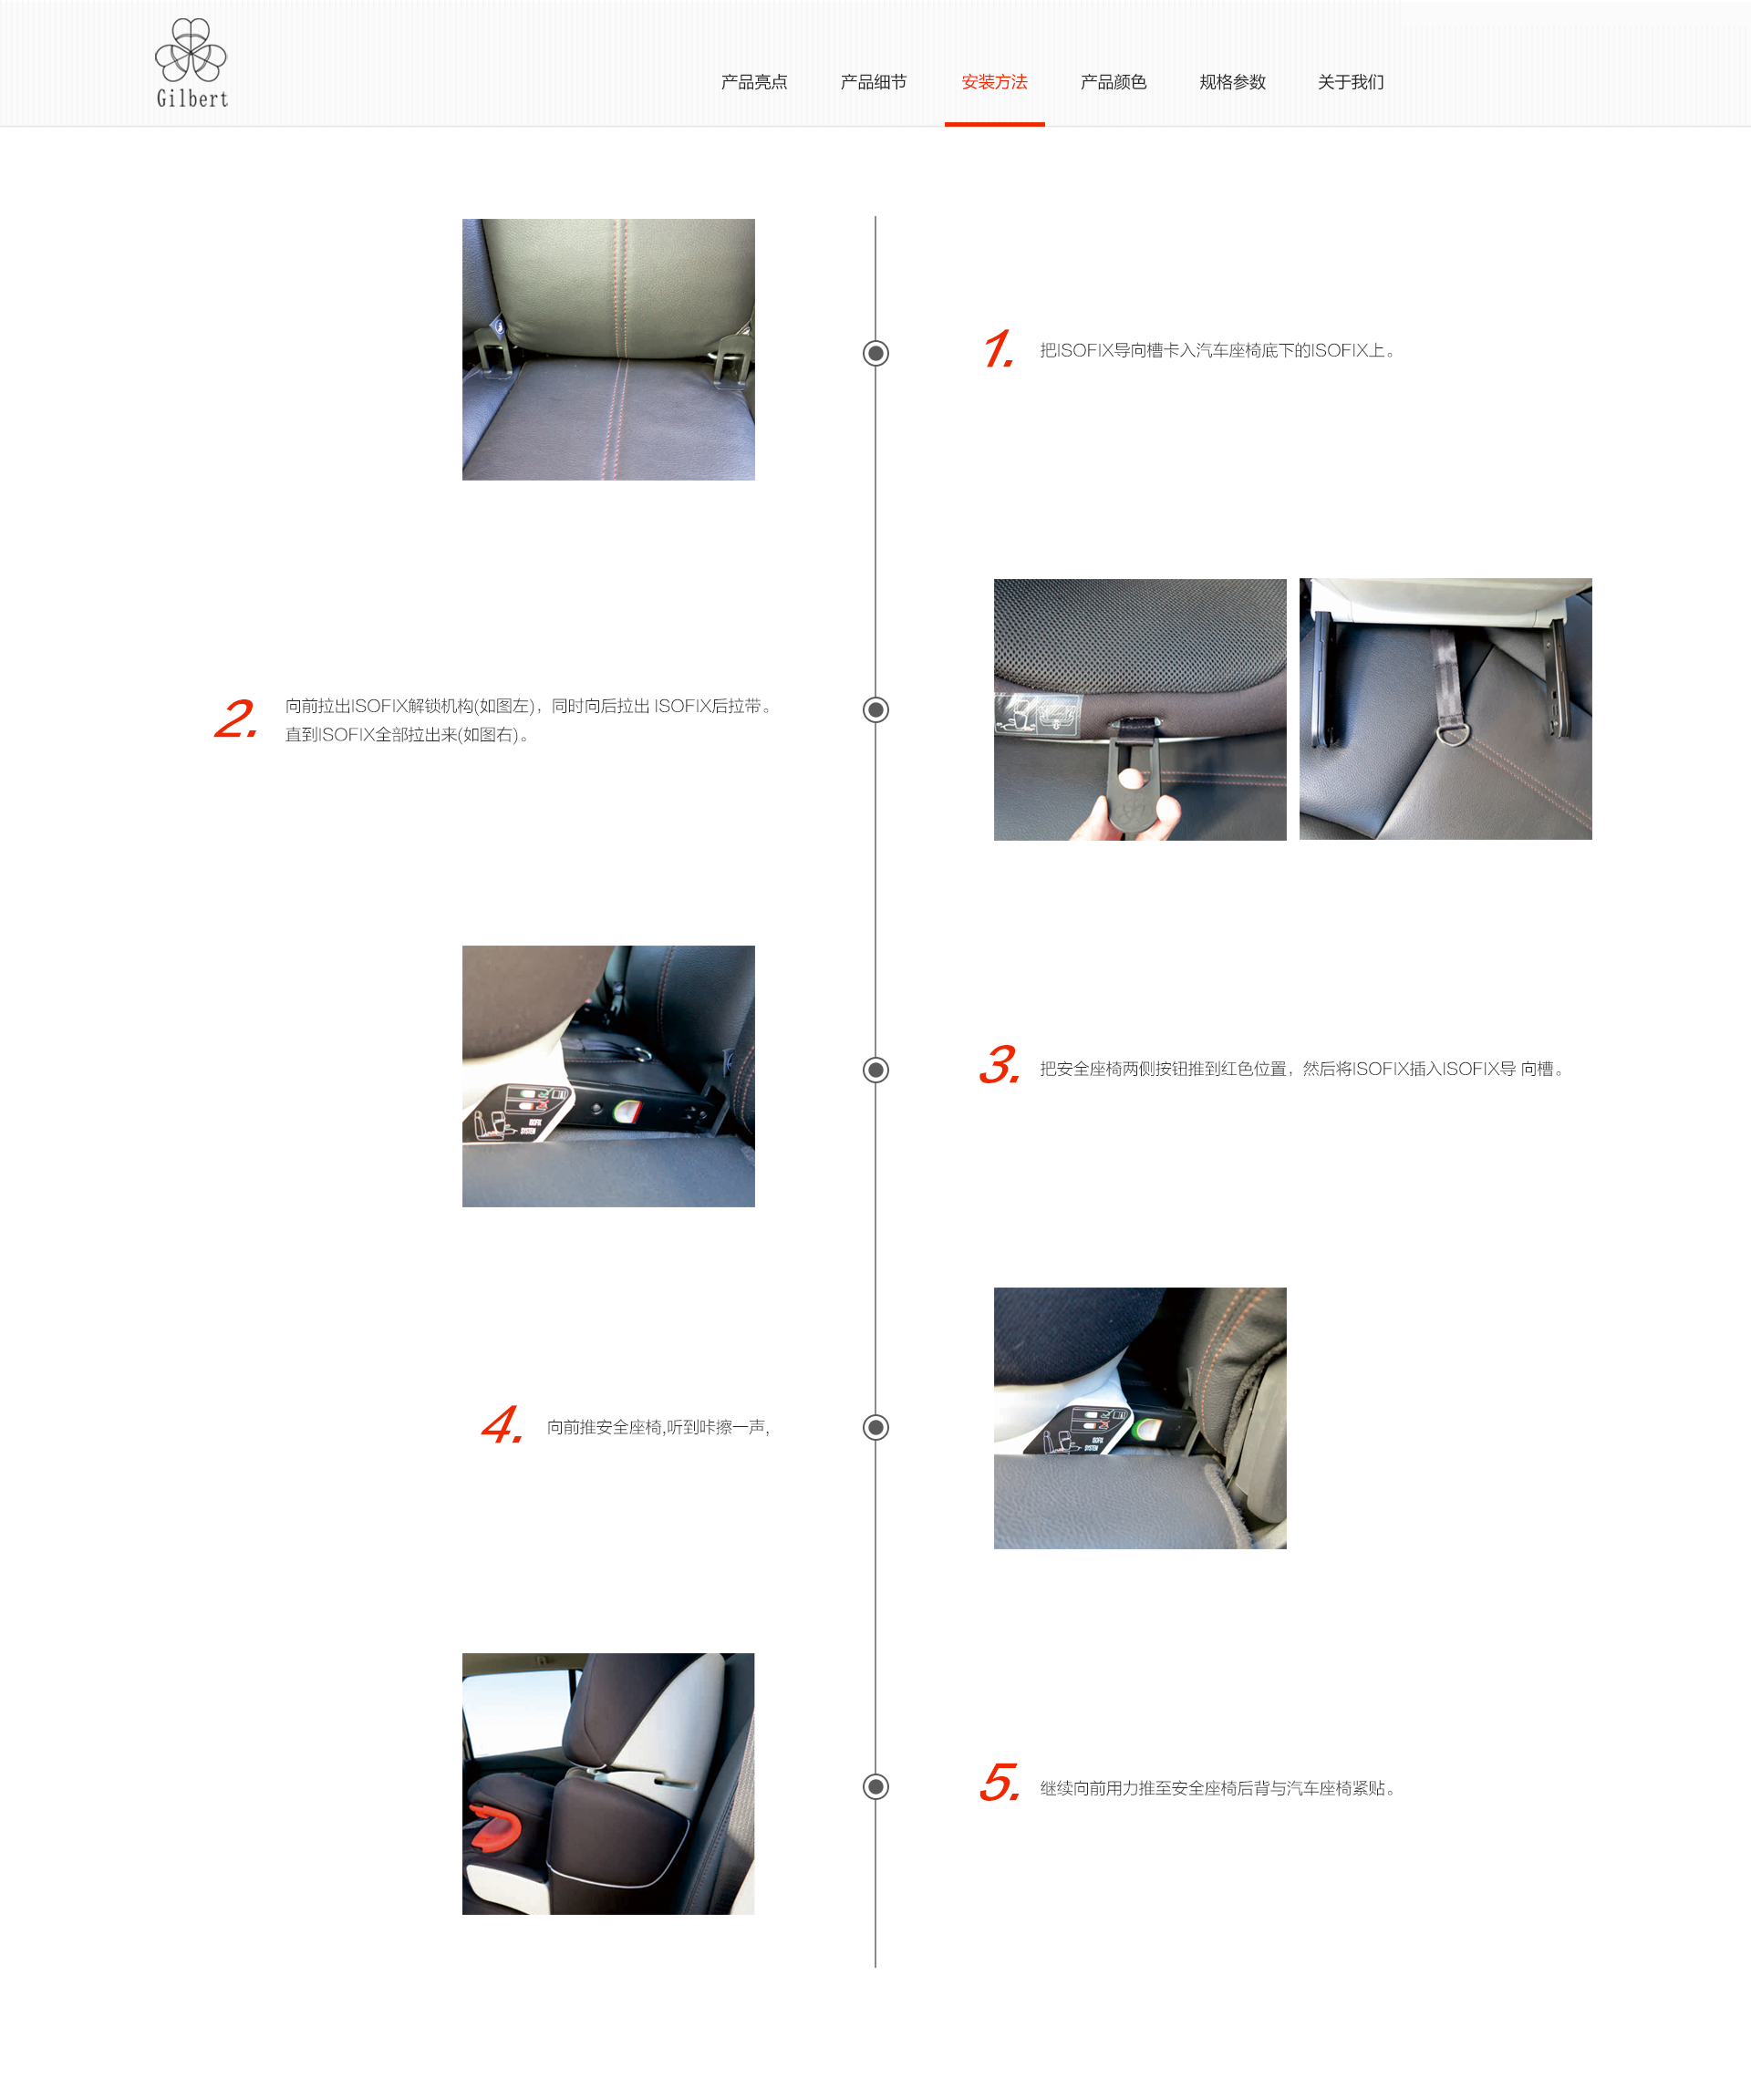 Gilbert
产品亮点
产品细节
安装方法
产品颜色
规格参数
关于我们
1. 把ISOFIX导向槽卡入汽车座椅底下的ISOFIX上。
2. 向前拉出ISOFIX解锁机构(如图左)，同时向后拉出 ISOFIX后拉带。
直到ISOFIX全部拉出来(如图右)。
3. 把安全座椅两侧按钮推到红色位置，然后将ISOFIX插入ISOFIX导 向槽。
ISOFIX
SYSTEM
4. 向前推安全座椅,听到咔擦一声,
ISOFIX
SYSTEM
5. 继续向前用力推至安全座椅后背与汽车座椅紧贴。